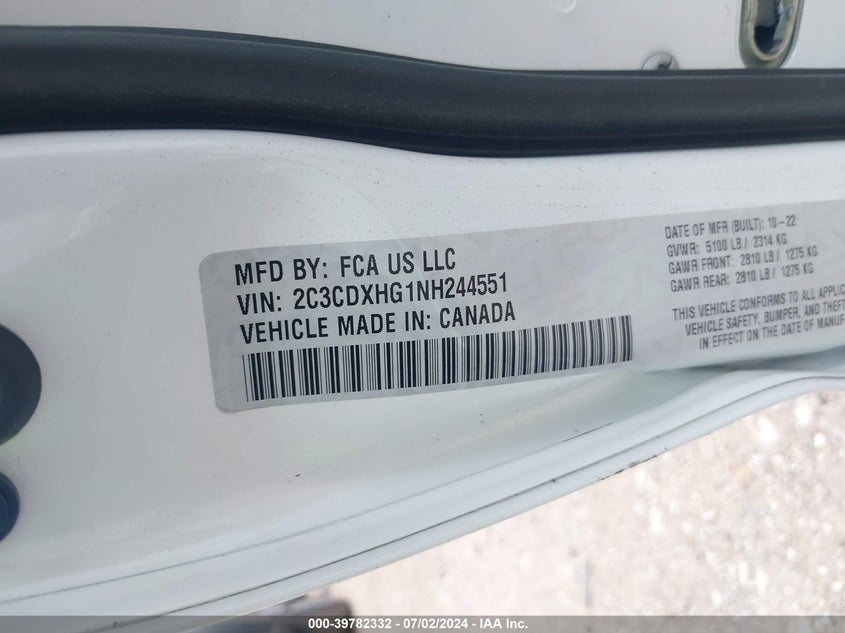 MFD BY: FCA US LLC
VIN: 2C3CDXHG1NH244551
VEHICLE MADE IN: CANADA
DATE OF MFR (BUILT): 10-22
GVWR: 5100 LB / 2314 KG
GAWR FRONT: 2810 LB / 1275 KG
GAWR REAR: 2810 LB / 1275 KG
THIS VEHICLE CONFORMS TO
VEHICLE SAFETY, BUMPER, AND THEFT
IN EFFECT ON THE DATE OF MANUF
000-39782332 - 07/02/2024 - IAA Inc.